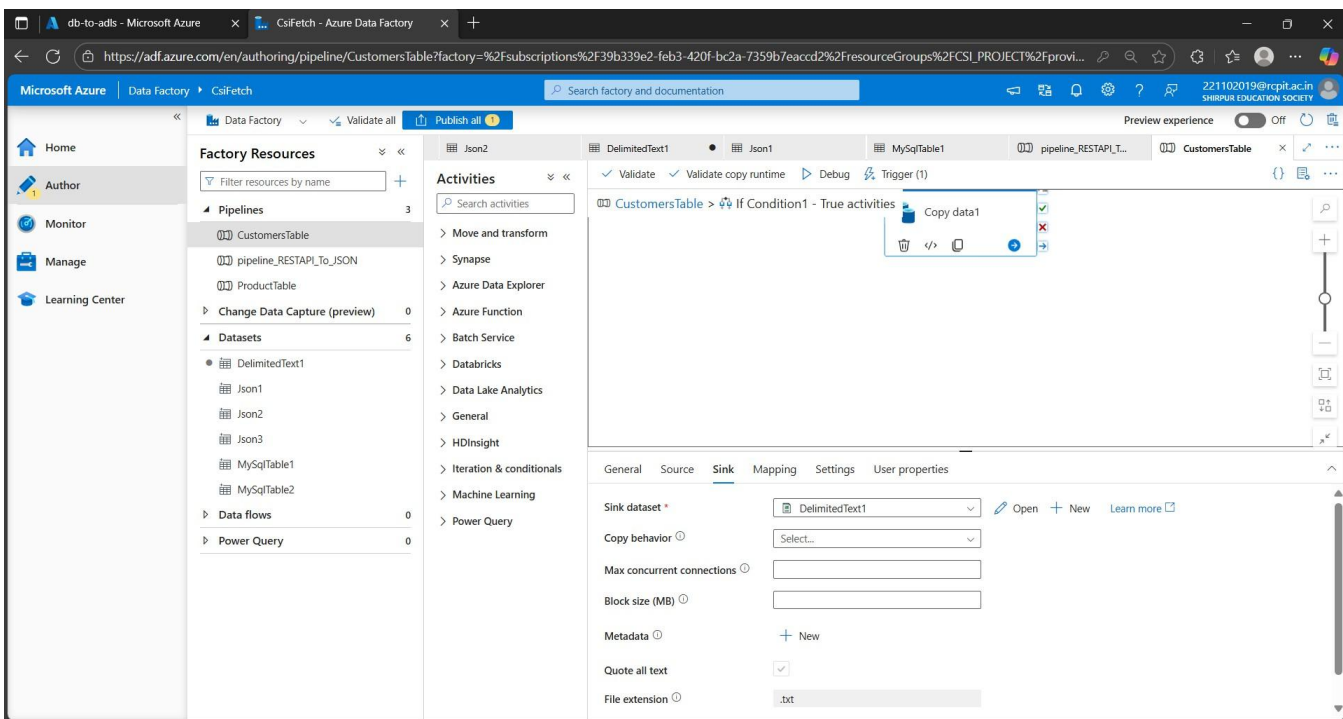 db-to-adls - Microsoft Azure
CsiFetch - Azure Data Factory
https://adf.azure.com/en/authoring/pipeline/CustomersTable?factory=%2Fsubscriptions%2F39b339e2-feb3-420f-bc2a-7359b7eaccd2%2FresourceGroups%2FCSI_PROJECT%2Fprovi...
Microsoft Azure | Data Factory CsiFetch
Search factory and documentation
221102019@rcpit.ac.in
SHIRPUR EDUCATION SOCIETY
Data Factory Validate all Publish all 1
Preview experience Off
Home
Author
1
Monitor
Manage
Learning Center
Factory Resources
Filter resources by name
Pipelines 3
CustomersTable
pipeline_RESTAPI_To_JSON
ProductTable
Change Data Capture (preview) 0
Datasets 6
DelimitedText1
Json1
Json2
Json3
MySqlTable1
MySqlTable2
Data flows 0
Power Query 0
Json2 DelimitedText1 Json1 MySqlTable1 pipeline_RESTAPI_T... CustomersTable
Activities
Search activities
Move and transform
Synapse
Azure Data Explorer
Azure Function
Batch Service
Databricks
Data Lake Analytics
General
HDInsight
Iteration & conditionals
Machine Learning
Power Query
Validate Validate copy runtime Debug Trigger (1)
CustomersTable > If Condition1 - True activities
Copy data1
General Source Sink Mapping Settings User properties
Sink dataset * DelimitedText1 Open New Learn more
Copy behavior Select...
Max concurrent connections
Block size (MB)
Metadata New
Quote all text
File extension .txt